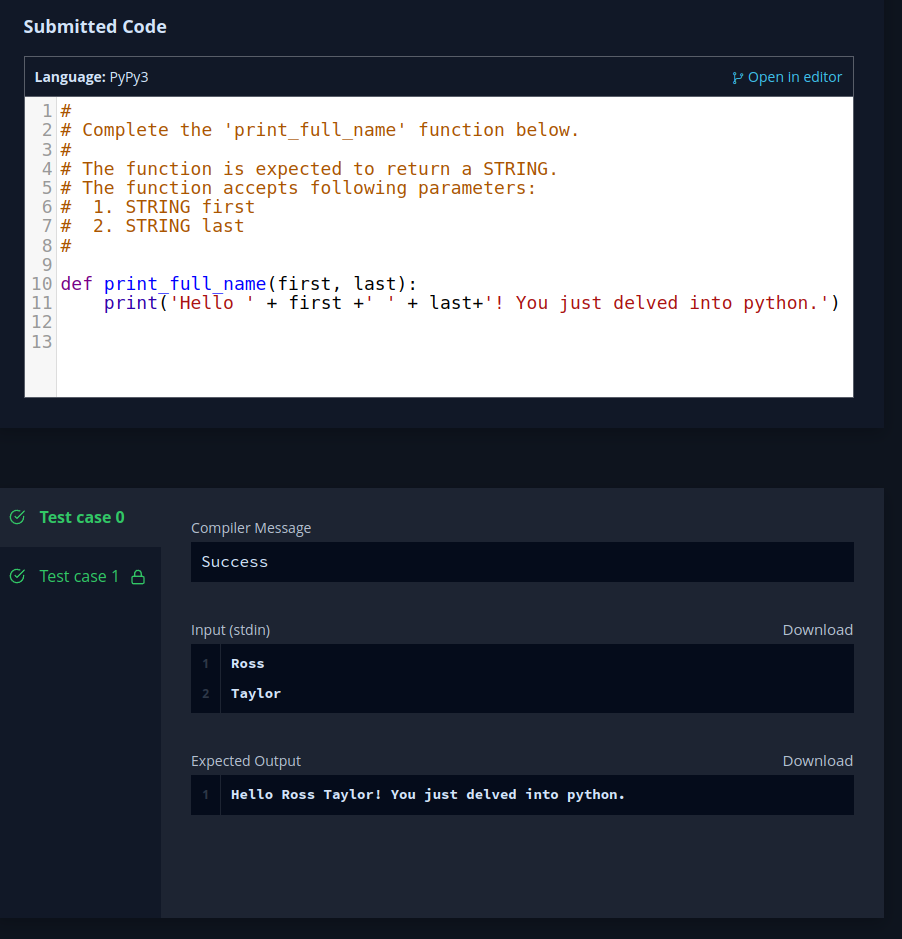 Submitted Code
Language: PyPy3
Open in editor
1 #
2 # Complete the 'print_full_name' function below.
3 #
4 # The function is expected to return a STRING.
5 # The function accepts following parameters:
6 #  1. STRING first
7 #  2. STRING last
8 #
9
10 def print_full_name(first, last):
11     print('Hello ' + first +' ' + last+'! You just delved into python.')
12
13
Test case 0
Test case 1
Compiler Message
Success
Input (stdin)
Download
1 Ross
2 Taylor
Expected Output
Download
1 Hello Ross Taylor! You just delved into python.